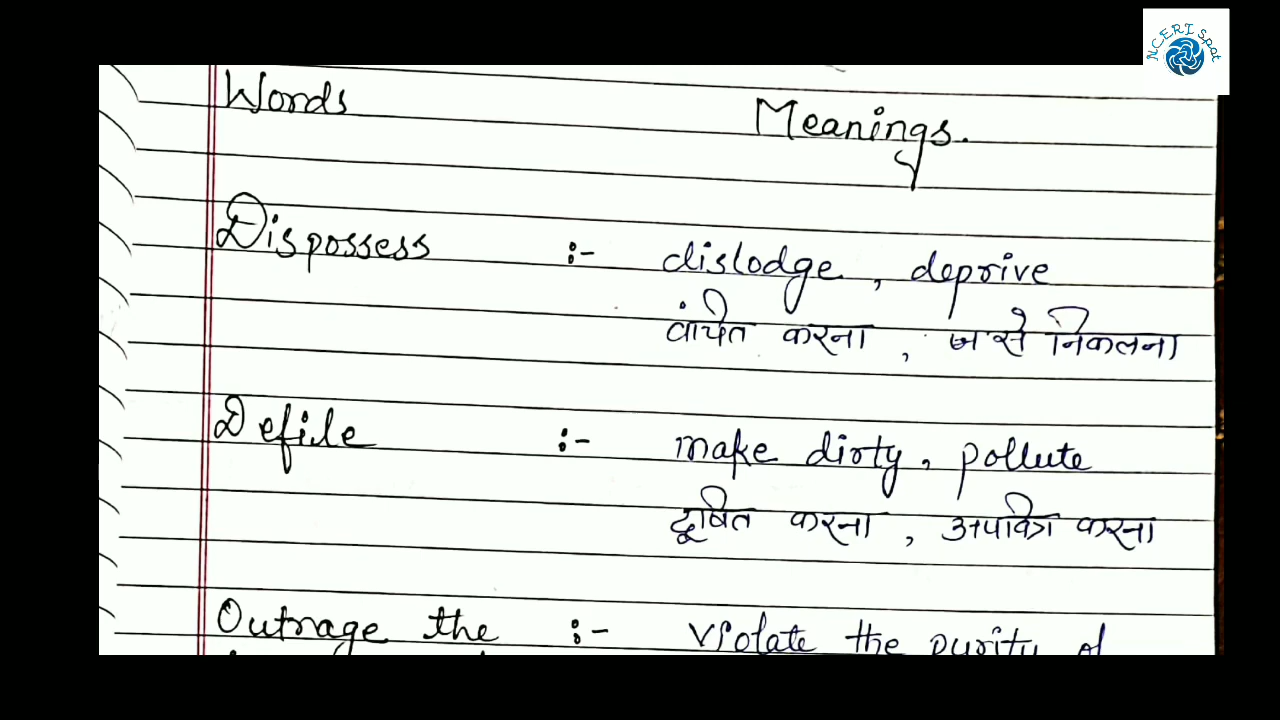 NCERT Spot
Words Meanings.
Dispossess :- dislodge, deprive
वंचित करना, से निकलना
Defile :- make dirty, pollute
दूषित करना, अपवित्र करना
Outrage the :- violate the purity of